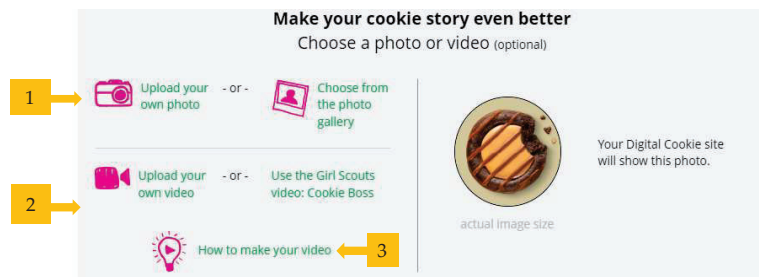 Make your cookie story even better
Choose a photo or video (optional)
1
Upload your
own photo
- or -
Choose from
the photo
gallery
2
Upload your
own video
- or -
Use the Girl Scouts
video: Cookie Boss
How to make your video
3
Your Digital Cookie site
will show this photo.
actual image size